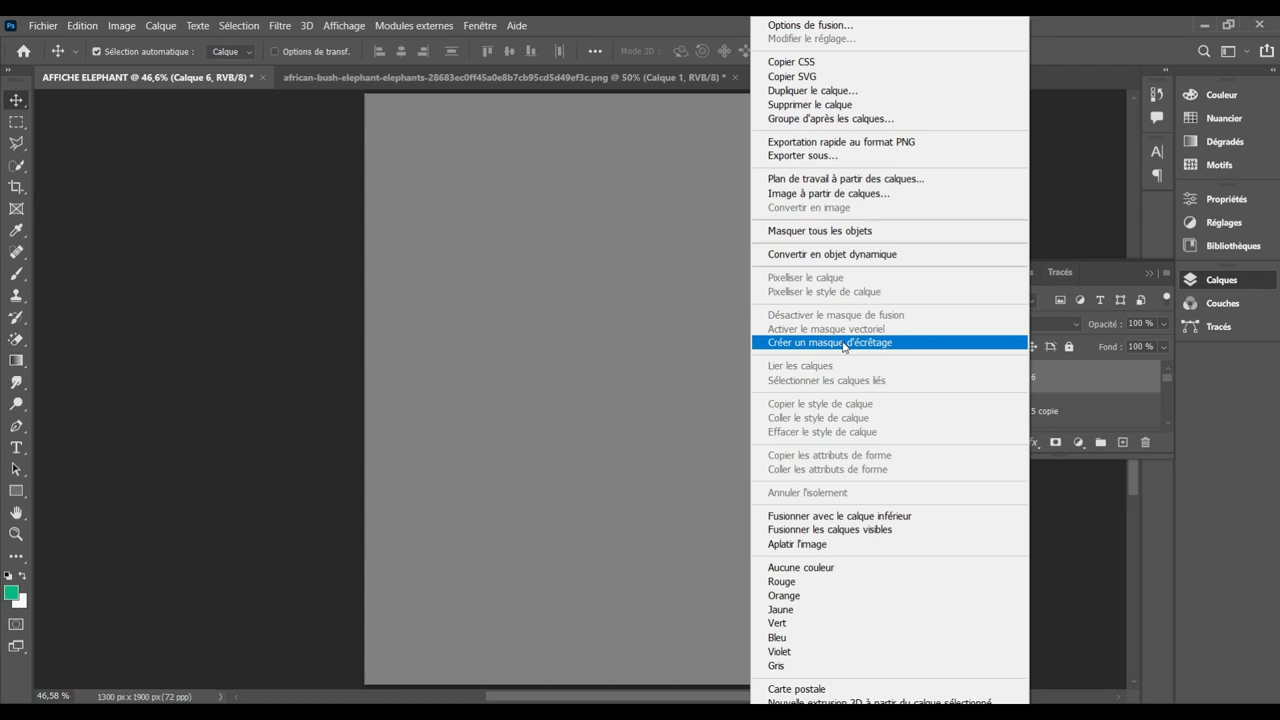 Ps Fichier Edition Image Calque Texte Sélection Filtre 3D Affichage Modules externes Fenêtre Aide
Sélection automatique : Calque Options de transf. ••• Mode 3D :
AFFICHE ELEPHANT @ 46,6% (Calque 6, RVB/8) * × african-bush-elephant-elephants-28683ec0ff45a0e8b7cb95cd5d49ef3c.png @ 50% (Calque 1, RVB/8) * ×
Options de fusion...
Modifier le réglage...
Copier CSS
Copier SVG
Dupliquer le calque...
Supprimer le calque
Groupe d'après les calques...
Exportation rapide au format PNG
Exporter sous...
Plan de travail à partir des calques...
Image à partir de calques...
Convertir en image
Masquer tous les objets
Convertir en objet dynamique
Pixelliser le calque
Pixelliser le style de calque
Désactiver le masque de fusion
Activer le masque vectoriel
Créer un masque d'écrêtage
Lier les calques
Sélectionner les calques liés
Copier le style de calque
Coller le style de calque
Effacer le style de calque
Copier les attributs de forme
Coller les attributs de forme
Annuler l'isolement
Fusionner avec le calque inférieur
Fusionner les calques visibles
Aplatir l'image
Aucune couleur
Rouge
Orange
Jaune
Vert
Bleu
Violet
Gris
Carte postale
Nouvelle extrusion 3D à partir du calque sélectionné
Tracés
Opacité : 100 %
Fond : 100 %
6
5 copie
Couleur
Nuancier
Dégradés
Motifs
Propriétés
Réglages
Bibliothèques
Calques
Couches
Tracés
46,58 % 1300 px x 1900 px (72 ppp)